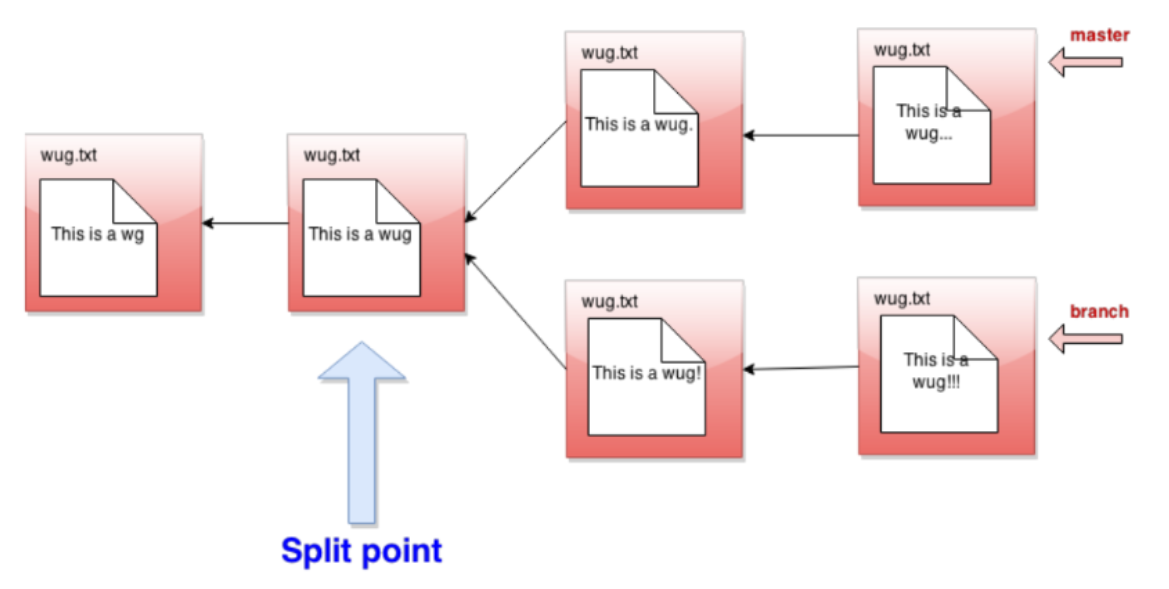 wug.txt
This is a wg
wug.txt
This is a wug
wug.txt
This is a wug.
wug.txt
This is a
wug...
master
wug.txt
This is a wug!
wug.txt
This is a
wug!!!
branch
Split point